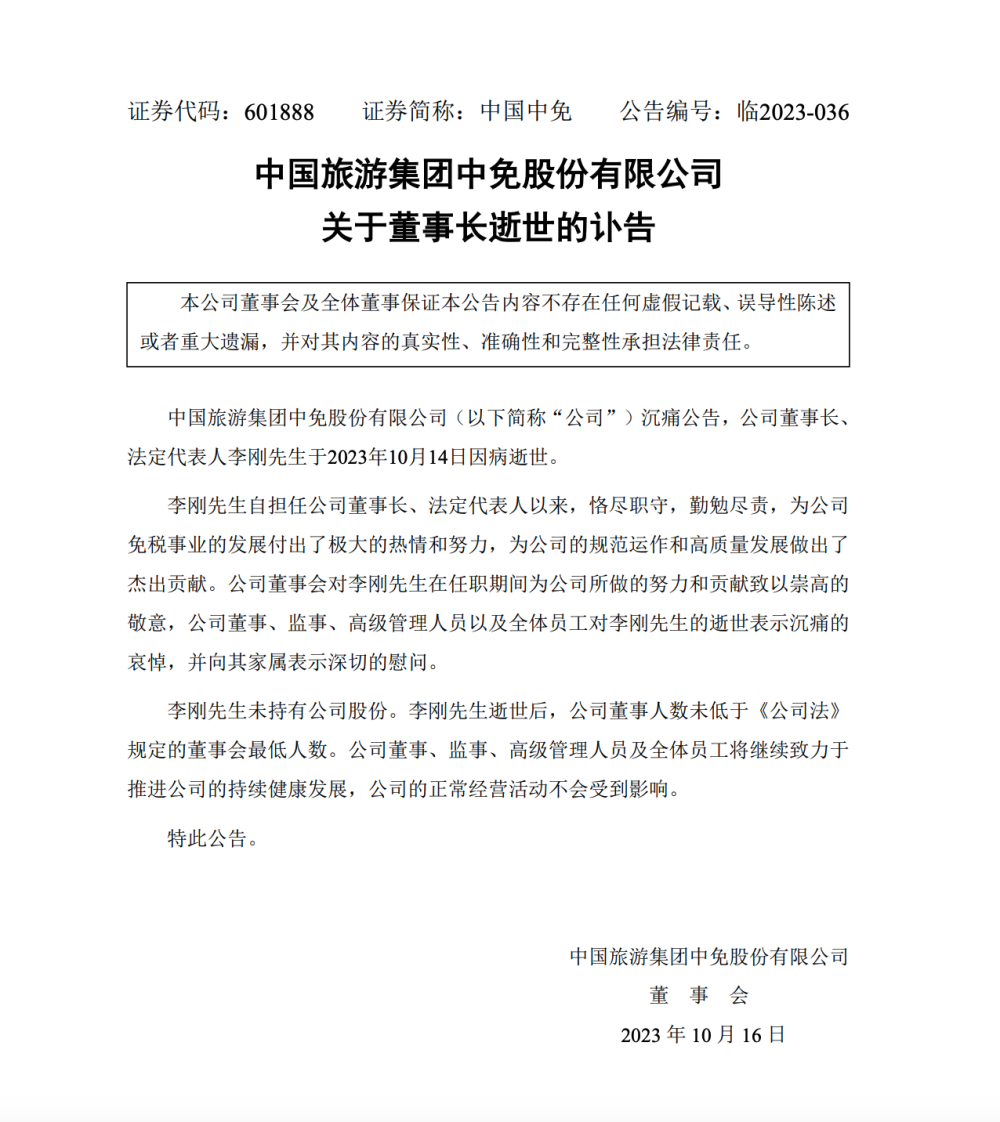 证券代码：601888 证券简称：中国中免 公告编号：临2023-036
中国旅游集团中免股份有限公司
关于董事长逝世的讣告
本公司董事会及全体董事保证本公告内容不存在任何虚假记载、误导性陈述
或者重大遗漏，并对其内容的真实性、准确性和完整性承担法律责任。
中国旅游集团中免股份有限公司（以下简称“公司”）沉痛公告，公司董事长、
法定代表人李刚先生于2023年10月14日因病逝世。
李刚先生自担任公司董事长、法定代表人以来，恪尽职守，勤勉尽责，为公司
免税事业的发展付出了极大的热情和努力，为公司的规范运作和高质量发展做出了
杰出贡献。公司董事会对李刚先生在任职期间为公司所做的努力和贡献致以崇高的
敬意，公司董事、监事、高级管理人员以及全体员工对李刚先生的逝世表示沉痛的
哀悼，并向其家属表示深切的慰问。
李刚先生未持有公司股份。李刚先生逝世后，公司董事人数未低于《公司法》
规定的董事会最低人数。公司董事、监事、高级管理人员及全体员工将继续致力于
推进公司的持续健康发展，公司的正常经营活动不会受到影响。
特此公告。
中国旅游集团中免股份有限公司
董 事 会
2023 年 10 月 16 日